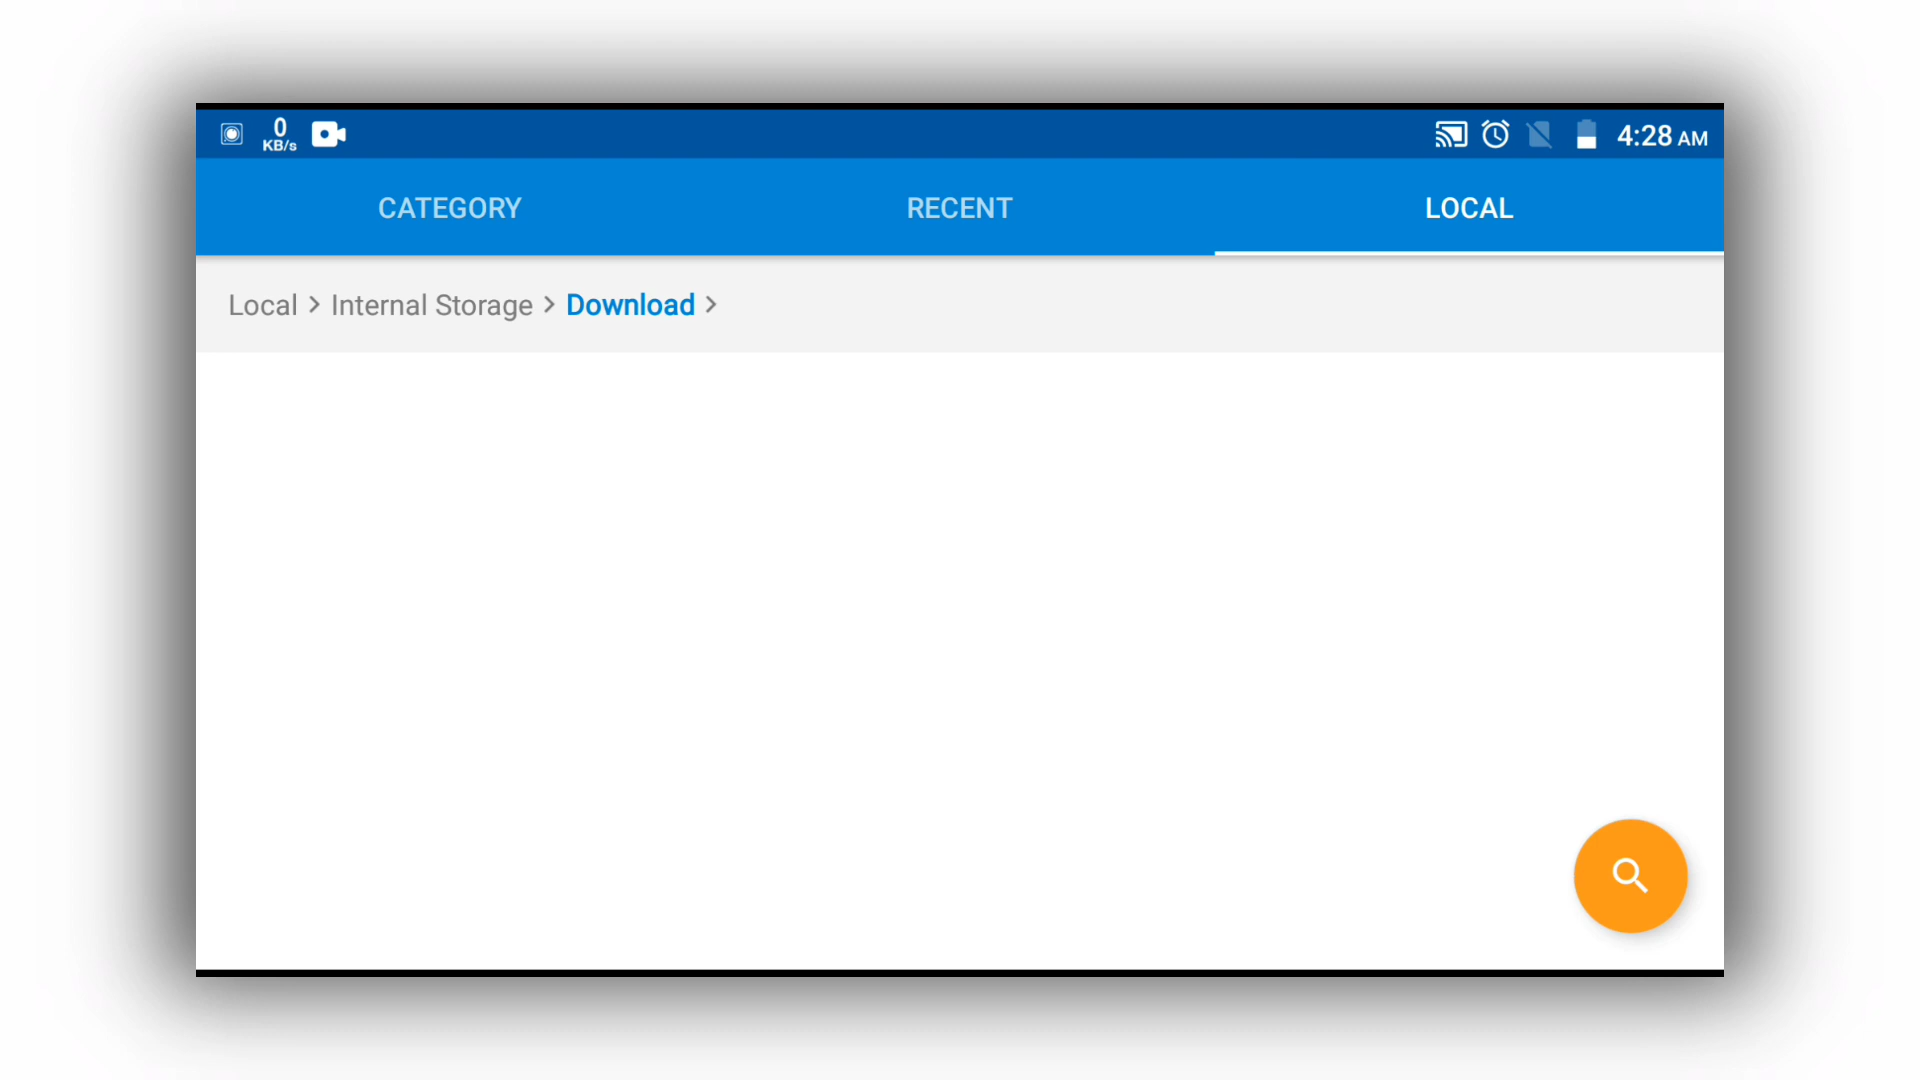 0
KB/s
4:28 AM
CATEGORY RECENT LOCAL
Local > Internal Storage > Download >